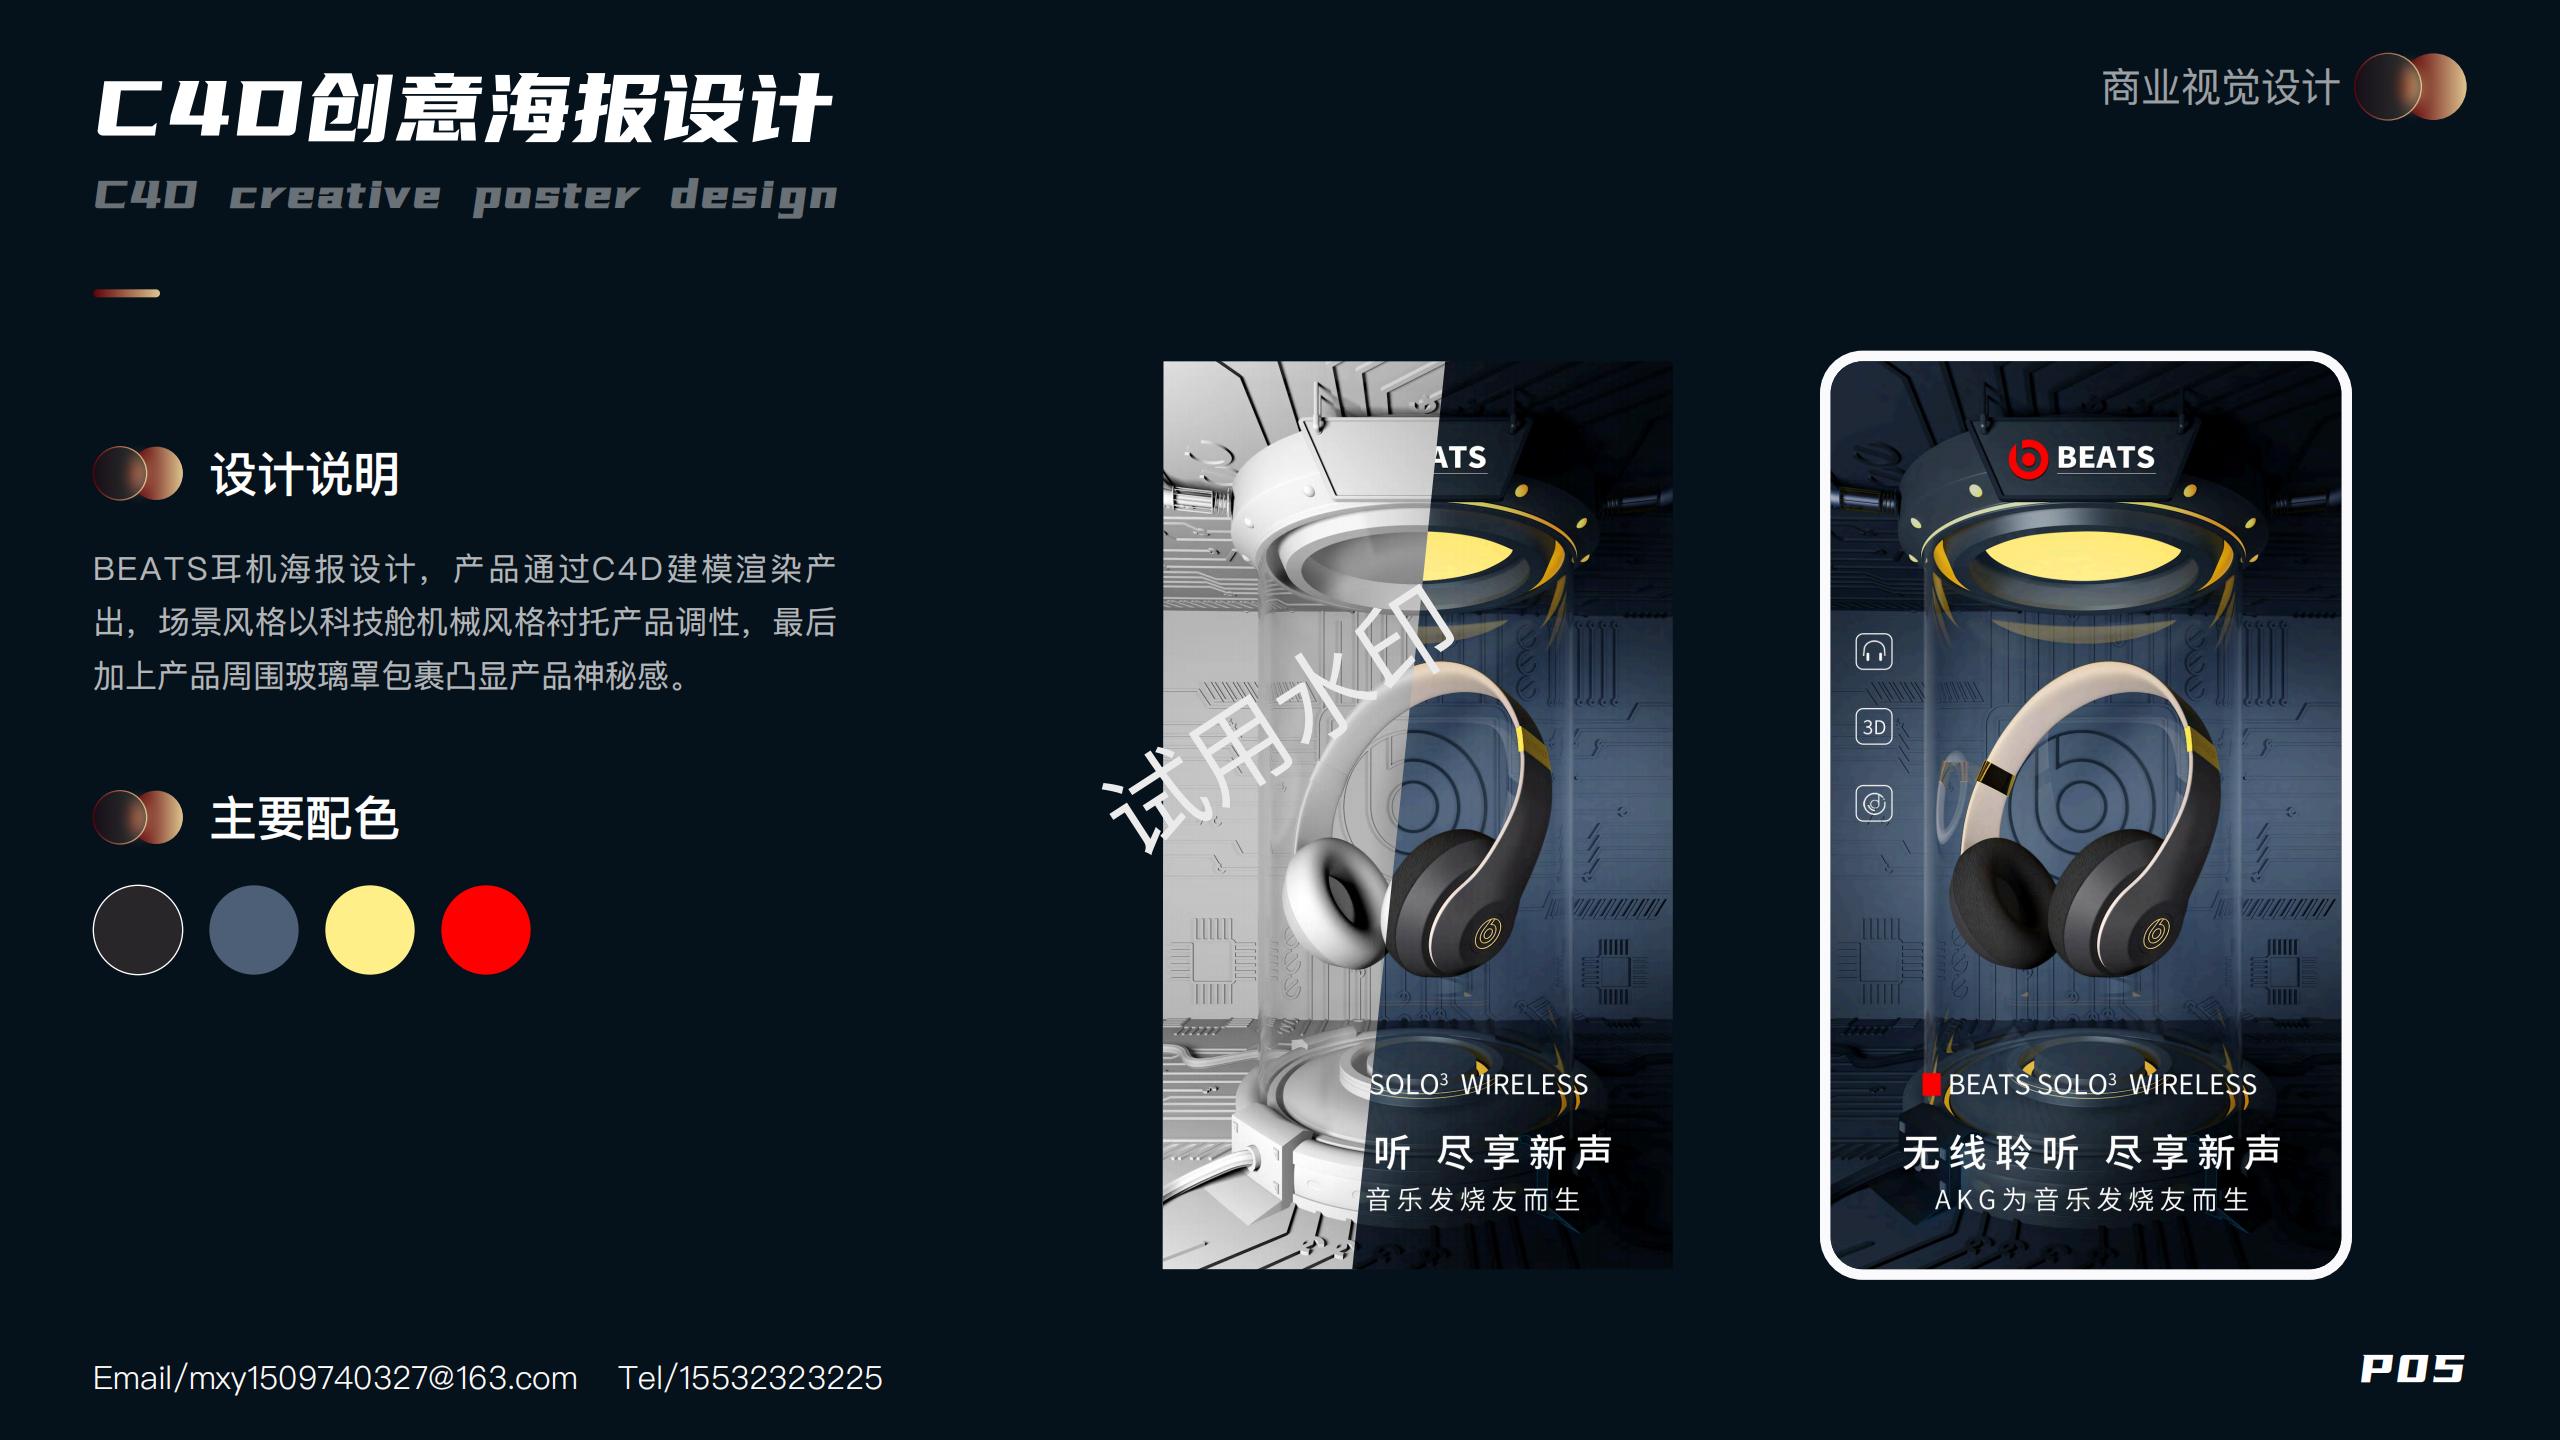 C4D创意海报设计
C4D creative poster design
商业视觉设计
设计说明
BEATS耳机海报设计，产品通过C4D建模渲染产
出，场景风格以科技舱机械风格衬托产品调性，最后
加上产品周围玻璃罩包裹凸显产品神秘感。
主要配色
ATS
试用水印
SOLO³ WIRELESS
听 尽享新声
音乐发烧友而生
BEATS
3D
BEATS SOLO³ WIRELESS
无线聆听 尽享新声
AKG为音乐发烧友而生
Email/mxy1509740327@163.com Tel/15532323225
P05